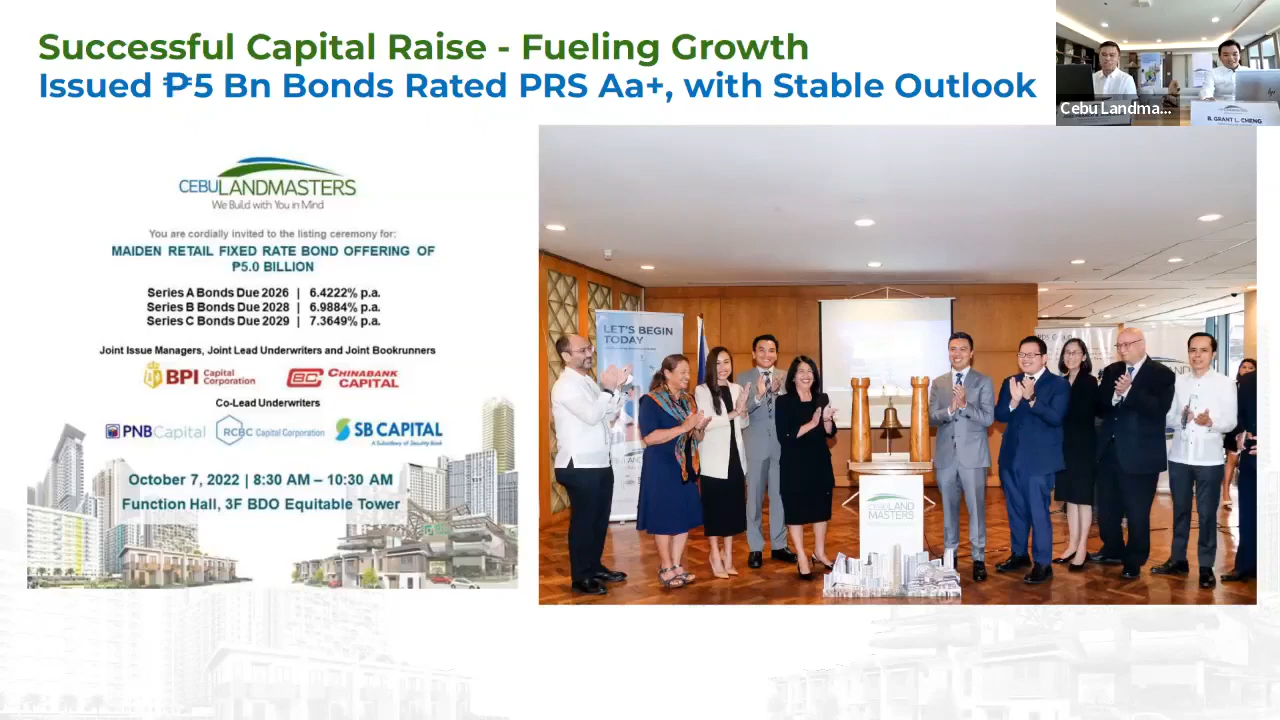 Successful Capital Raise - Fueling Growth
Issued ₱5 Bn Bonds Rated PRS Aa+, with Stable Outlook
Cebu Landma...
B. GRANT L. CHENG
CEBU LANDMASTERS
We Build with You in Mind
You are cordially invited to the listing ceremony for:
MAIDEN RETAIL FIXED RATE BOND OFFERING OF
₱5.0 BILLION
Series A Bonds Due 2026 | 6.4222% p.a.
Series B Bonds Due 2028 | 6.9884% p.a.
Series C Bonds Due 2029 | 7.3649% p.a.
Joint Issue Managers, Joint Lead Underwriters and Joint Bookrunners
BPI Capital Corporation
CHINABANK CAPITAL
Co-Lead Underwriters
PNBCapital
RCBC Capital Corporation
SB CAPITAL
A Subsidiary of Security Bank
October 7, 2022 | 8:30 AM – 10:30 AM
Function Hall, 3F BDO Equitable Tower
LET'S BEGIN
TODAY
CEBU LAND
MASTERS